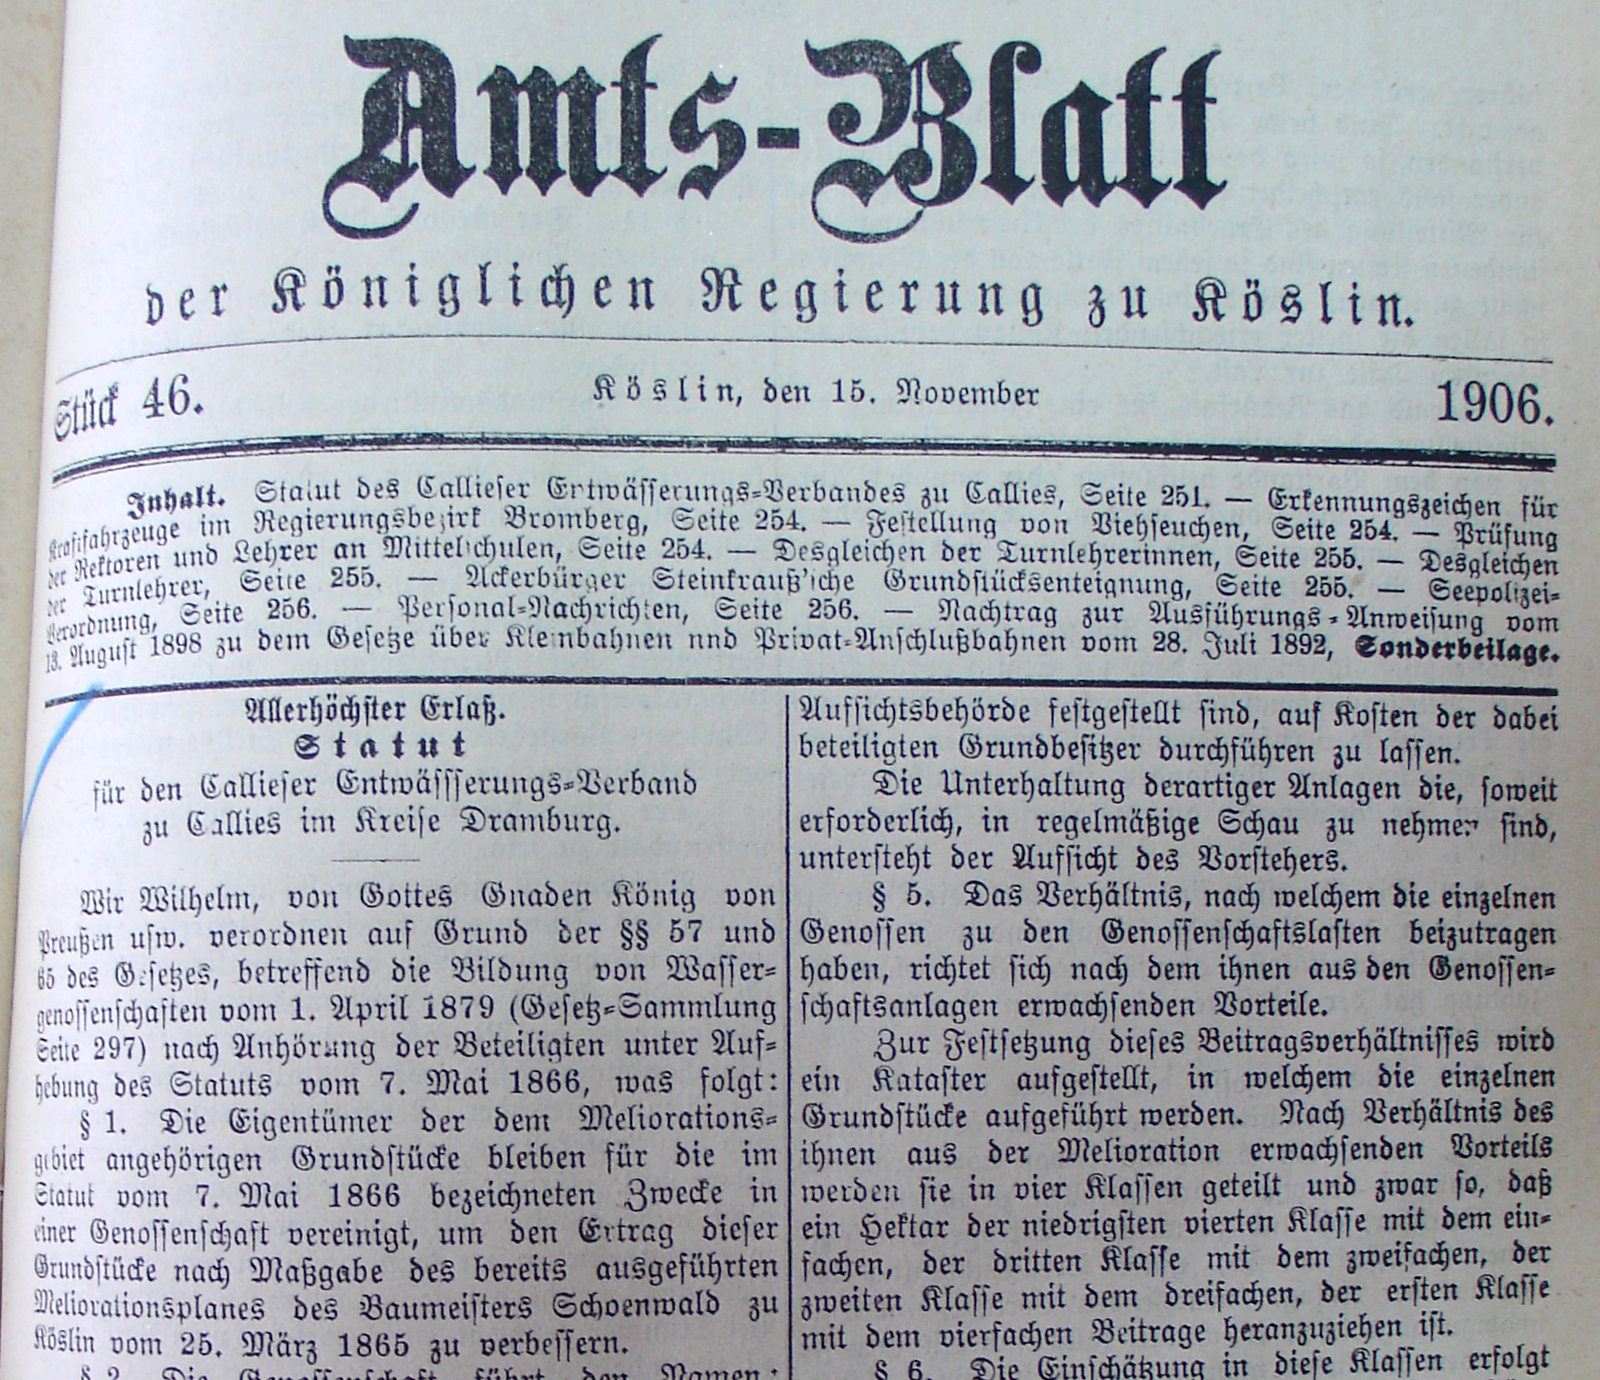 Amts-Blatt
der Königlichen Regierung zu Köslin.
Stück 46. Köslin, den 15. November 1906.
Inhalt. Statut des Callieser Entwässerungs-Verbandes zu Callies, Seite 251. — Erkennungszeichen für
Kraftfahrzeuge im Regierungsbezirk Bromberg, Seite 254. — Festellung von Viehseuchen, Seite 254. — Prüfung
der Rektoren und Lehrer an Mittelschulen, Seite 254. — Desgleichen der Turnlehrerinnen, Seite 255. — Desgleichen
der Turnlehrer, Seite 255. — Ackerbürger Steinkrauß'sche Grundstücksenteignung, Seite 255. — Seepolizei-
Verordnung, Seite 256. — Personal-Nachrichten, Seite 256. — Nachtrag zur Ausführungs-Anweisung vom
13. August 1898 zu dem Gesetze über Kleinbahnen nnd Privat-Anschlußbahnen vom 28. Juli 1892, Sonderbeilage.
Allerhöchster Erlaß.
Statut
für den Callieser Entwässserungs-Verband
zu Callies im Kreise Dramburg.
Wir Wilhelm, von Gottes Gnaden König von
Preußen usw. verordnen auf Grund der §§ 57 und
65 des Gesetzes, betreffend die Bildung von Wasser-
genossenschaften vom 1. April 1879 (Gesetz-Sammlung
Seite 297) nach Anhörung der Beteiligten unter Auf-
hebung des Statuts vom 7. Mai 1866, was folgt:
§ 1. Die Eigentümer der dem Meliorations-
gebiet angehörigen Grundstücke bleiben für die im
Statut vom 7. Mai 1866 bezeichneten Zwecke in
einer Genossenschaft vereinigt, um den Ertrag dieser
Grundstücke nach Maßgabe des bereits ausgeführten
Meliorationsplanes des Baumeisters Schoenwald zu
Köslin vom 25. März 1865 zu verbessern.
§ 2. Die Genossenschaft führt den Namen:
Aufsichtsbehörde festgestellt sind, auf Kosten der dabei
beteiligten Grundbesitzer durchführen zu lassen.
Die Unterhaltung derartiger Anlagen die, soweit
erforderlich, in regelmäßige Schau zu nehmen sind,
untersteht der Aufsicht des Vorstehers.
§ 5. Das Verhältnis, nach welchem die einzelnen
Genossen zu den Genossenschaftslasten beizutragen
haben, richtet sich nach dem ihnen aus den Genossen-
schaftsanlagen erwachsenden Vorteile.
Zur Festsetzung dieses Beitragsverhältnisses wird
ein Kataster aufgestellt, in welchem die einzelnen
Grundstücke aufgeführt werden. Nach Verhältnis des
ihnen aus der Melioration erwachsenden Vorteils
werden sie in vier Klassen geteilt und zwar so, daß
ein Hektar der niedrigsten vierten Klasse mit dem ein-
fachen, der dritten Klasse mit dem zweifachen, der
zweiten Klasse mit dem dreifachen, der ersten Klasse
mit dem vierfachen Beitrage heranzuziehen ist.
§ 6. Die Einschätzung in diese Klassen erfolgt